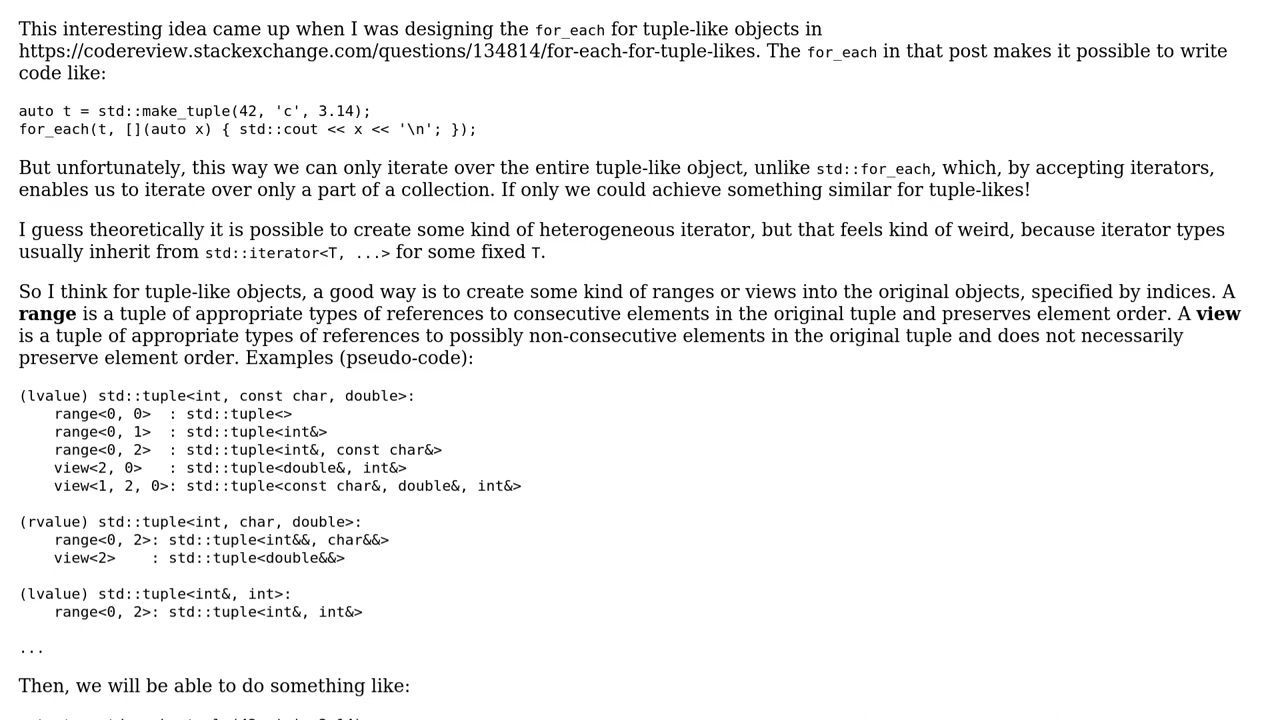 This interesting idea came up when I was designing the for_each for tuple-like objects in
https://codereview.stackexchange.com/questions/134814/for-each-for-tuple-likes. The for_each in that post makes it possible to write
code like:
auto t = std::make_tuple(42, 'c', 3.14);
for_each(t, [](auto x) { std::cout << x << '\n'; });
But unfortunately, this way we can only iterate over the entire tuple-like object, unlike std::for_each, which, by accepting iterators,
enables us to iterate over only a part of a collection. If only we could achieve something similar for tuple-likes!
I guess theoretically it is possible to create some kind of heterogeneous iterator, but that feels kind of weird, because iterator types
usually inherit from std::iterator<T, ...> for some fixed T.
So I think for tuple-like objects, a good way is to create some kind of ranges or views into the original objects, specified by indices. A
range is a tuple of appropriate types of references to consecutive elements in the original tuple and preserves element order. A view
is a tuple of appropriate types of references to possibly non-consecutive elements in the original tuple and does not necessarily
preserve element order. Examples (pseudo-code):
(lvalue) std::tuple<int, const char, double>:
    range<0, 0>  : std::tuple<>
    range<0, 1>  : std::tuple<int&>
    range<0, 2>  : std::tuple<int&, const char&>
    view<2, 0>   : std::tuple<double&, int&>
    view<1, 2, 0>: std::tuple<const char&, double&, int&>
(rvalue) std::tuple<int, char, double>:
    range<0, 2>: std::tuple<int&&, char&&>
    view<2>    : std::tuple<double&&>
(lvalue) std::tuple<int&, int>:
    range<0, 2>: std::tuple<int&, int&>
...
Then, we will be able to do something like: